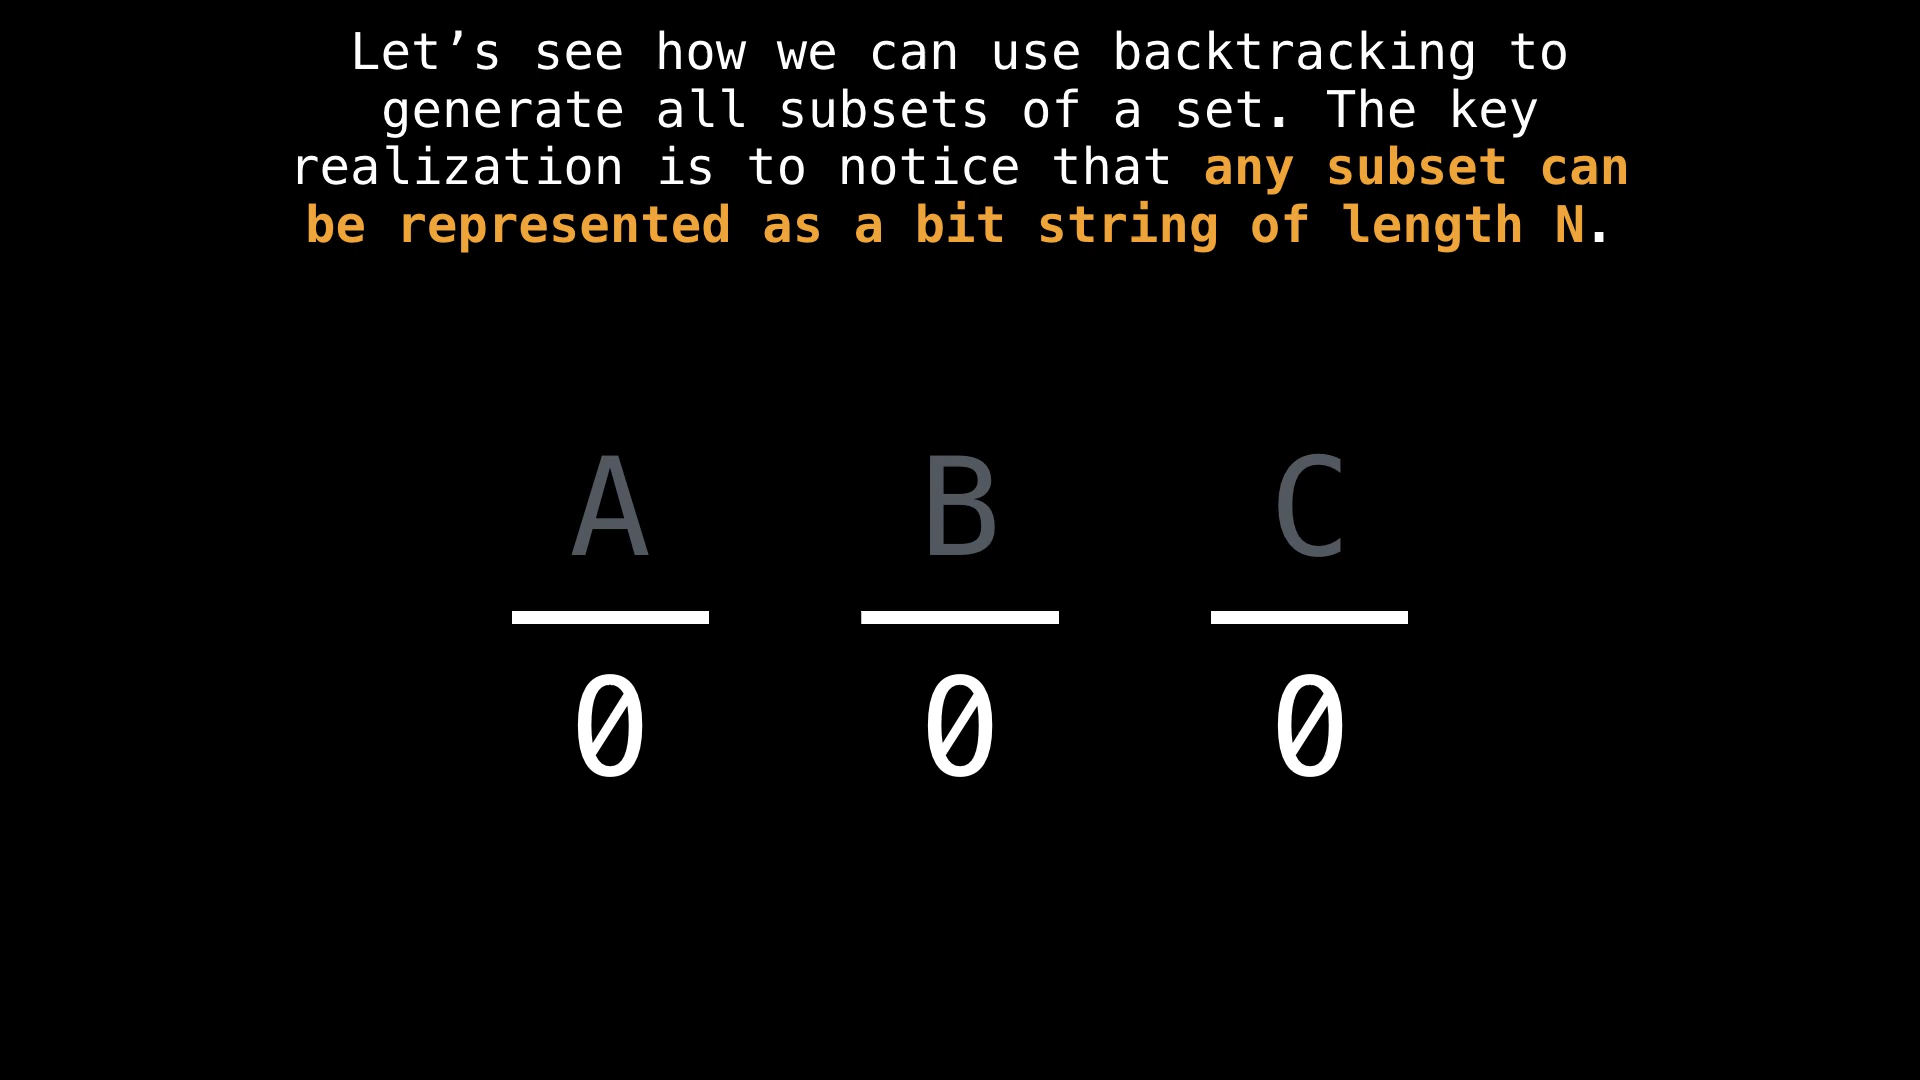 Let’s see how we can use backtracking to
generate all subsets of a set. The key
realization is to notice that any subset can
be represented as a bit string of length N.
A B C
0 0 0